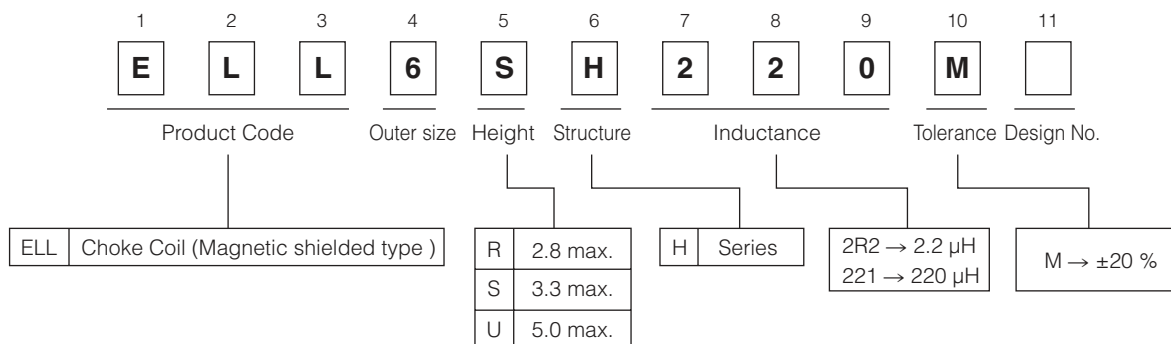 1 2 3 4 5 6 7 8 9 10 11
E L L 6 S H 2 2 0 M
Product Code Outer size Height Structure Inductance Tolerance Design No.
ELL Choke Coil (Magnetic shielded type )
R 2.8 max.
S 3.3 max.
U 5.0 max.
H Series
2R2 → 2.2 µH
221 → 220 µH
M → ±20 %